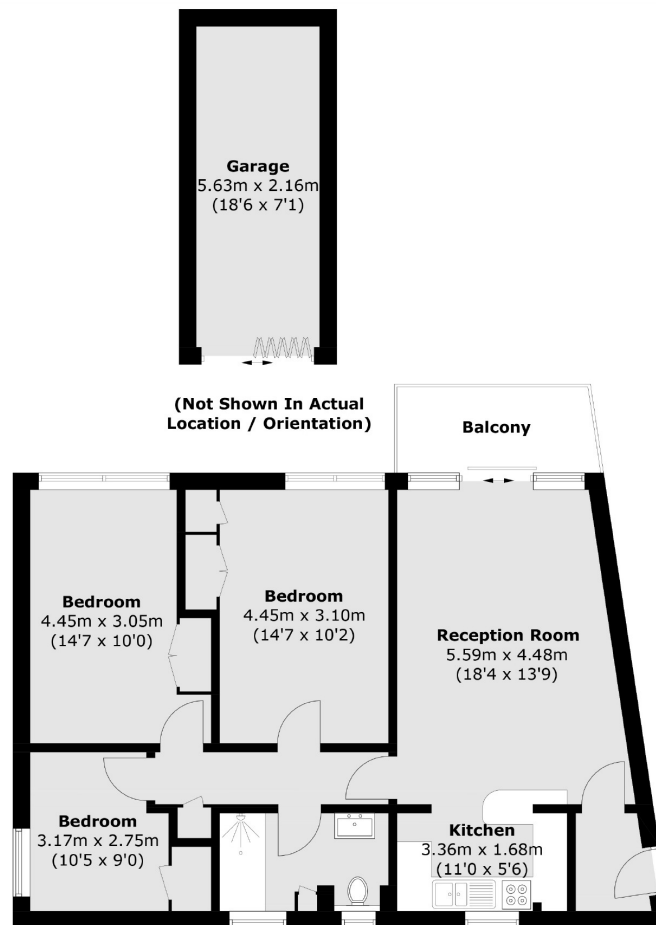 Garage
5.63m x 2.16m
(18'6 x 7'1)
(Not Shown In Actual
Location / Orientation)
Balcony
Bedroom
4.45m x 3.05m
(14'7 x 10'0)
Bedroom
4.45m x 3.10m
(14'7 x 10'2)
Reception Room
5.59m x 4.48m
(18'4 x 13'9)
Bedroom
3.17m x 2.75m
(10'5 x 9'0)
Kitchen
3.36m x 1.68m
(11'0 x 5'6)